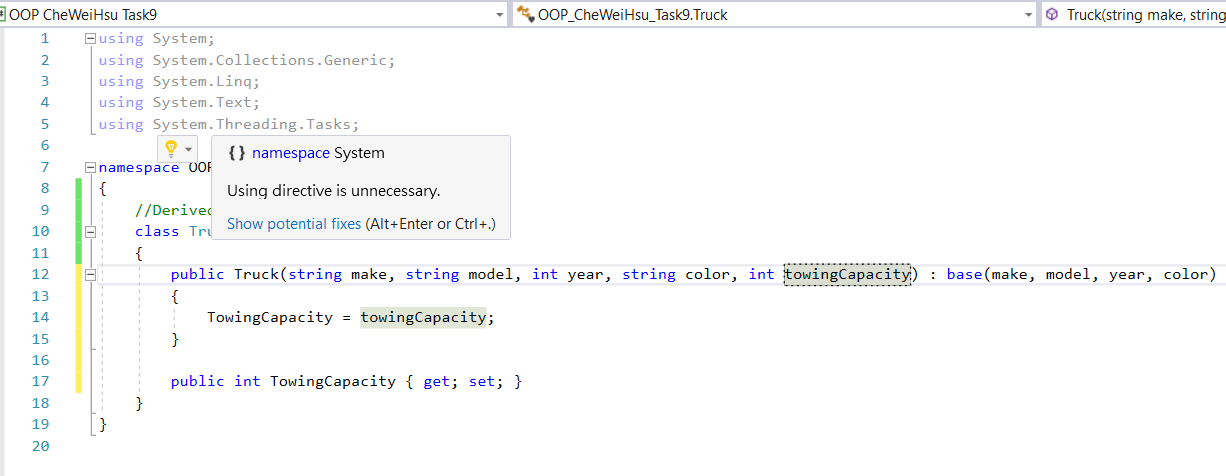 OOP CheWeiHsu Task9 OOP_CheWeiHsu_Task9.Truck Truck(string make, string
1 using System;
2 using System.Collections.Generic;
3 using System.Linq;
4 using System.Text;
5 using System.Threading.Tasks;
6
{} namespace System
7 namespace OOP
8 {
Using directive is unnecessary.
9 //Derived
Show potential fixes (Alt+Enter or Ctrl+.)
10 class Tru
11 {
12 public Truck(string make, string model, int year, string color, int towingCapacity) : base(make, model, year, color)
13 {
14 TowingCapacity = towingCapacity;
15 }
16
17 public int TowingCapacity { get; set; }
18 }
19 }
20